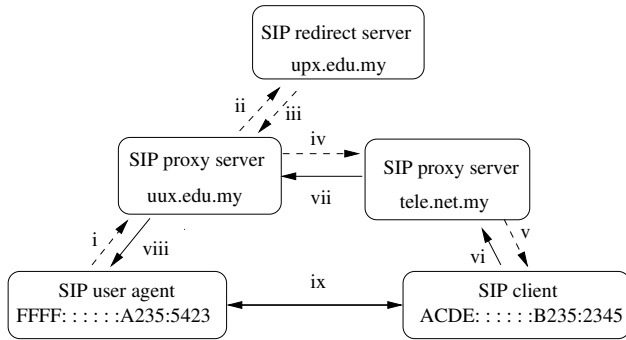 SIP redirect server
upx.edu.my
ii
iii
iv
SIP proxy server
uux.edu.my
SIP proxy server
tele.net.my
vii
i
viii
vi
v
SIP user agent
FFFF: : : : : :A235:5423
ix
SIP client
ACDE: : : : : :B235:2345